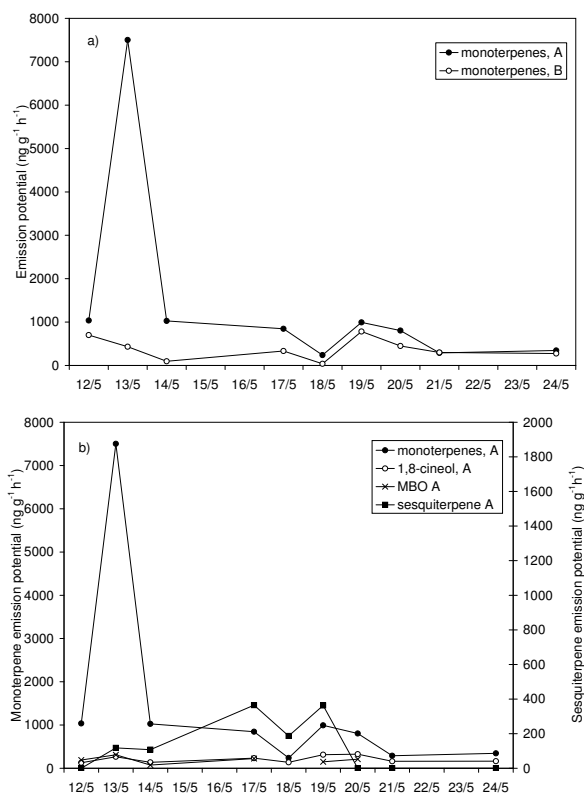 a)
monoterpenes, A
monoterpenes, B
8000
7000
6000
5000
4000
3000
2000
1000
0
Emission potential (ng g-1 h-1)
12/5 13/5 14/5 15/5 16/5 17/5 18/5 19/5 20/5 21/5 22/5 23/5 24/5
b)
monoterpenes, A
1,8-cineol, A
MBO A
sesquiterpene A
8000
7000
6000
5000
4000
3000
2000
1000
0
Monoterpene emission potential (ng g-1 h-1)
2000
1800
1600
1400
1200
1000
800
600
400
200
0
Sesquiterpene emission potential (ng g-1h-1)
12/5 13/5 14/5 15/5 16/5 17/5 18/5 19/5 20/5 21/5 22/5 23/5 24/5